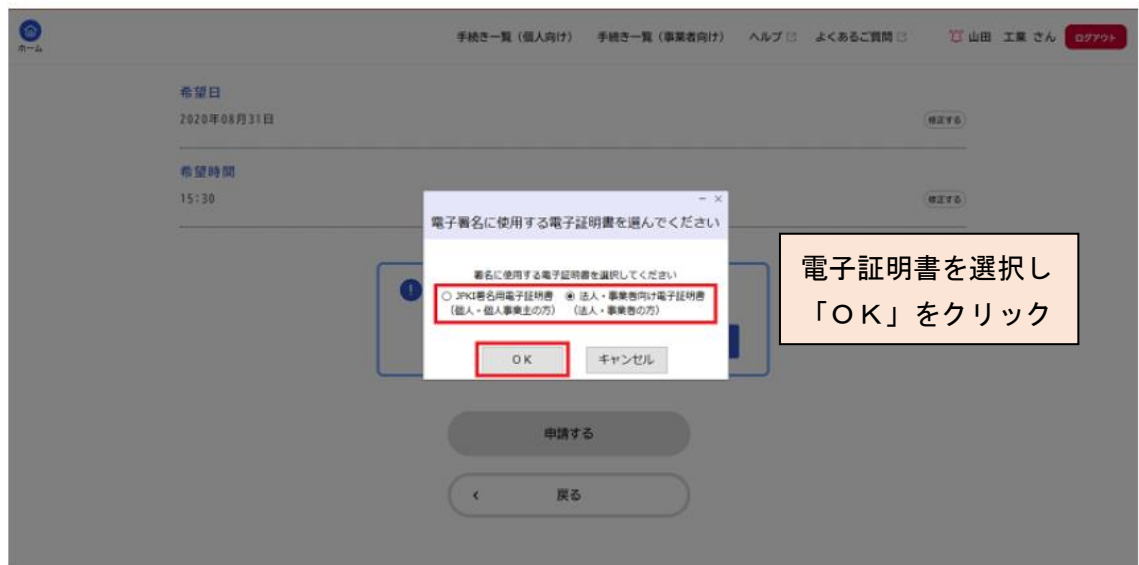 ホーム
手続き一覧（個人向け） 手続き一覧（事業者向け） ヘルプ よくあるご質問 山田 工業 さん ログアウト
希望日
2020年08月31日 修正する
希望時間
15:30 修正する
電子署名に使用する電子証明書を選んでください
署名に使用する電子証明書を選択してください
JPKI署名用電子証明書 法人・事業者向け電子証明書
（個人・個人事業主の方） （法人・事業者の方）
OK キャンセル
電子証明書を選択し
「ＯＫ」をクリック
申請する
戻る